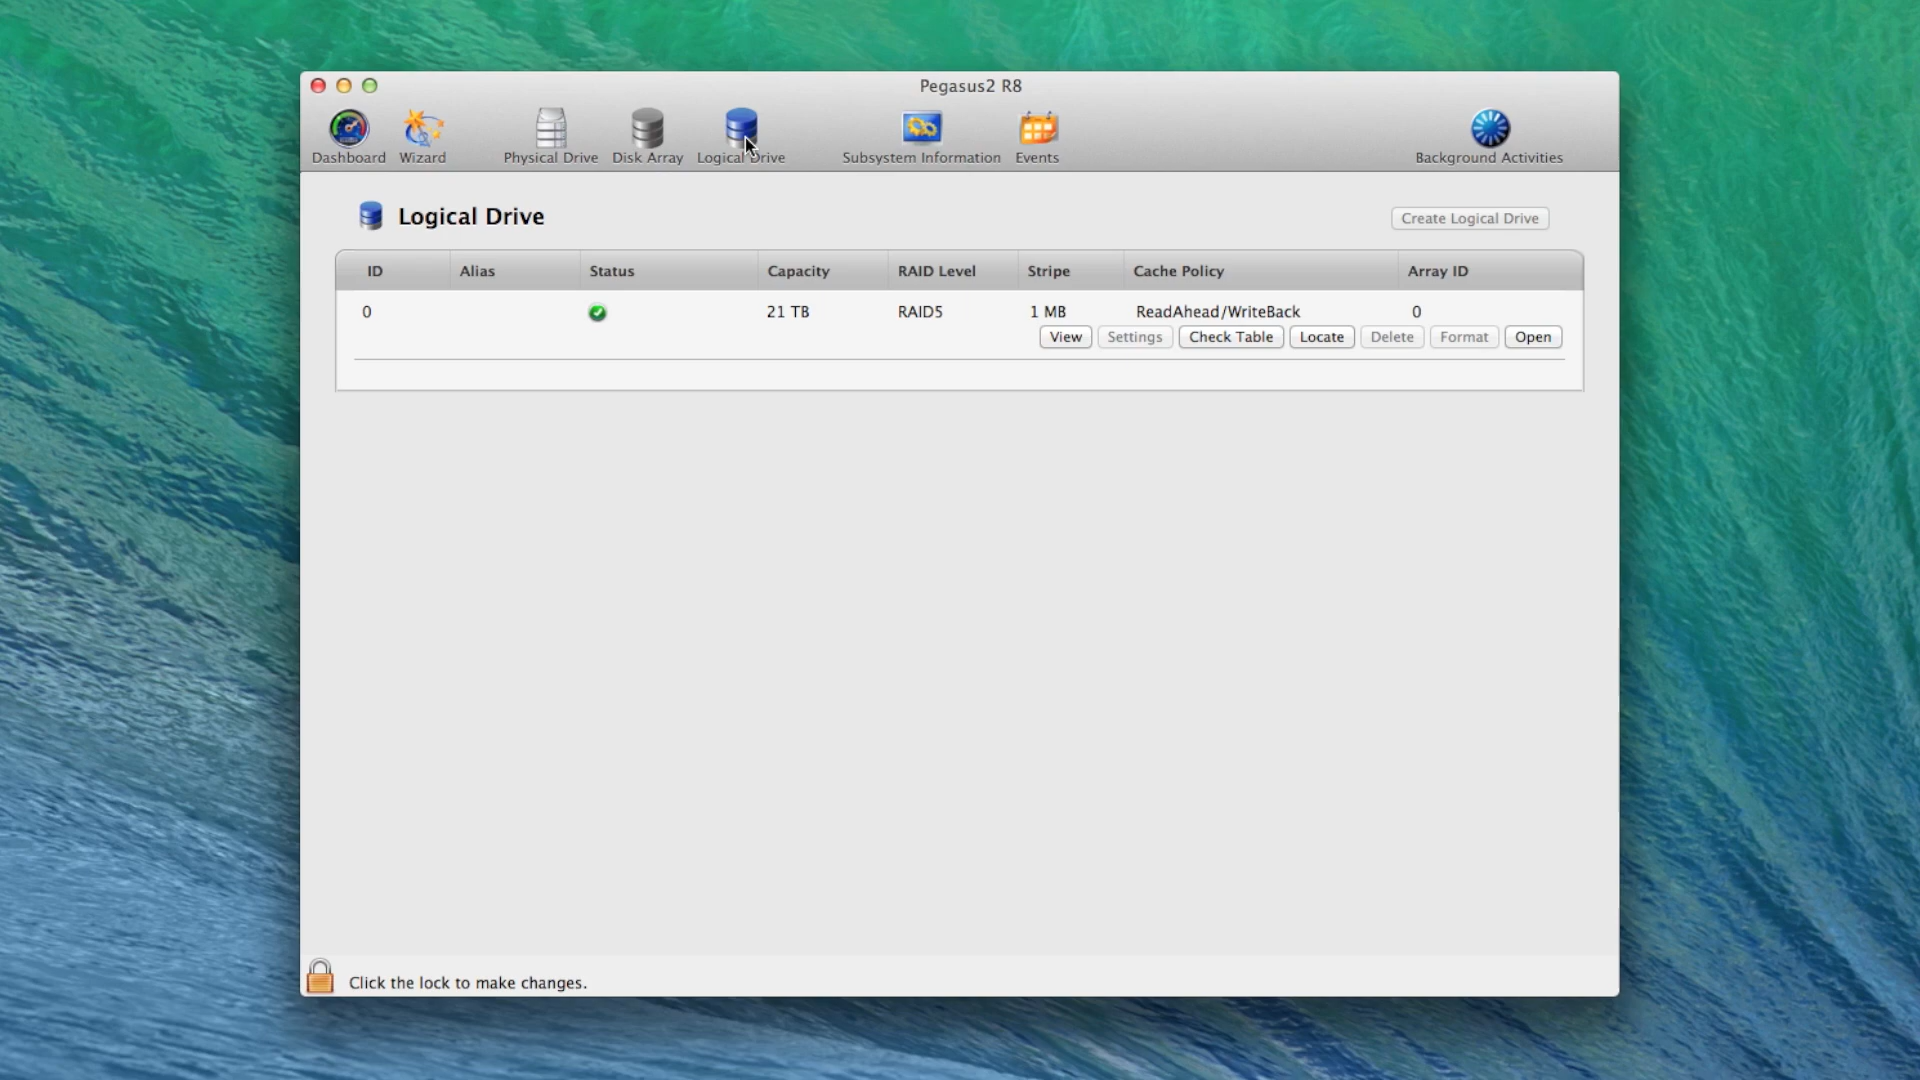 Pegasus2 R8
Dashboard Wizard Physical Drive Disk Array Logical Drive Subsystem Information Events Background Activities
Logical Drive Create Logical Drive
ID Alias Status Capacity RAID Level Stripe Cache Policy Array ID
0 21 TB RAID5 1 MB ReadAhead/WriteBack 0
View Settings Check Table Locate Delete Format Open
Click the lock to make changes.